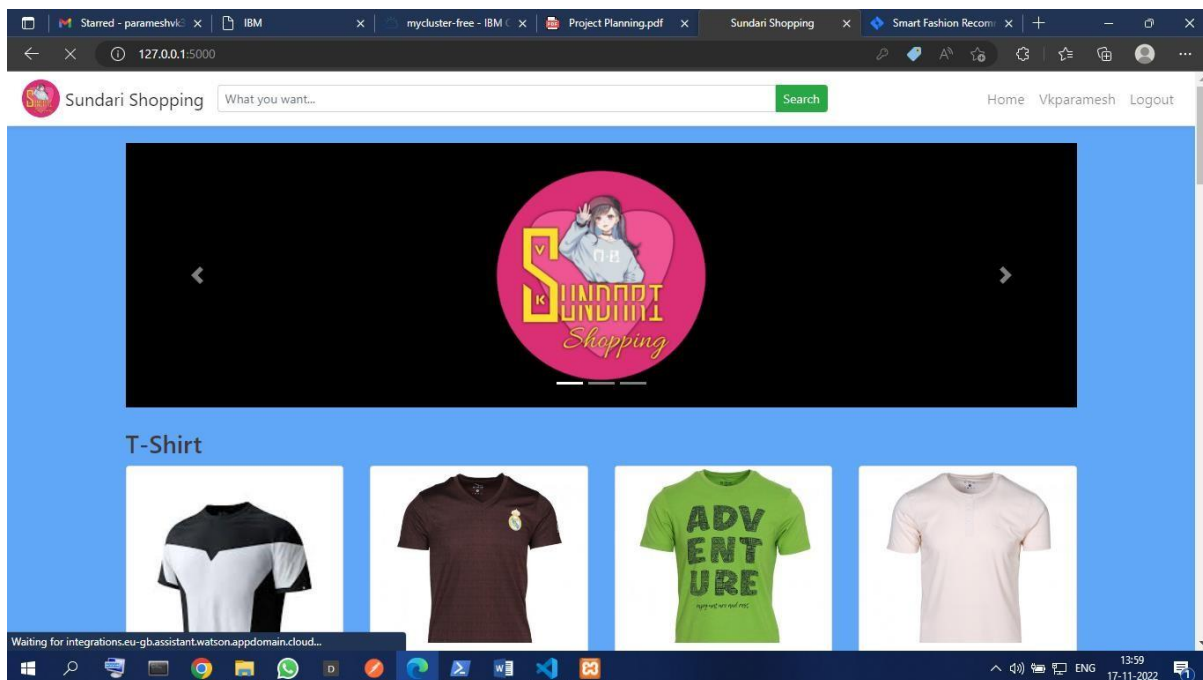 Starred - parameshvk3
IBM
mycluster-free - IBM C
Project Planning.pdf
Sundari Shopping
Smart Fashion Recom
127.0.0.1:5000
Sundari Shopping
What you want...
Search
Home Vkparamesh Logout
V
K
SUNDARI
Shopping
T-Shirt
ADV
ENT
URE
Waiting for integrations.eu-gb.assistant.watson.appdomain.cloud...
ENG
13:59
17-11-2022